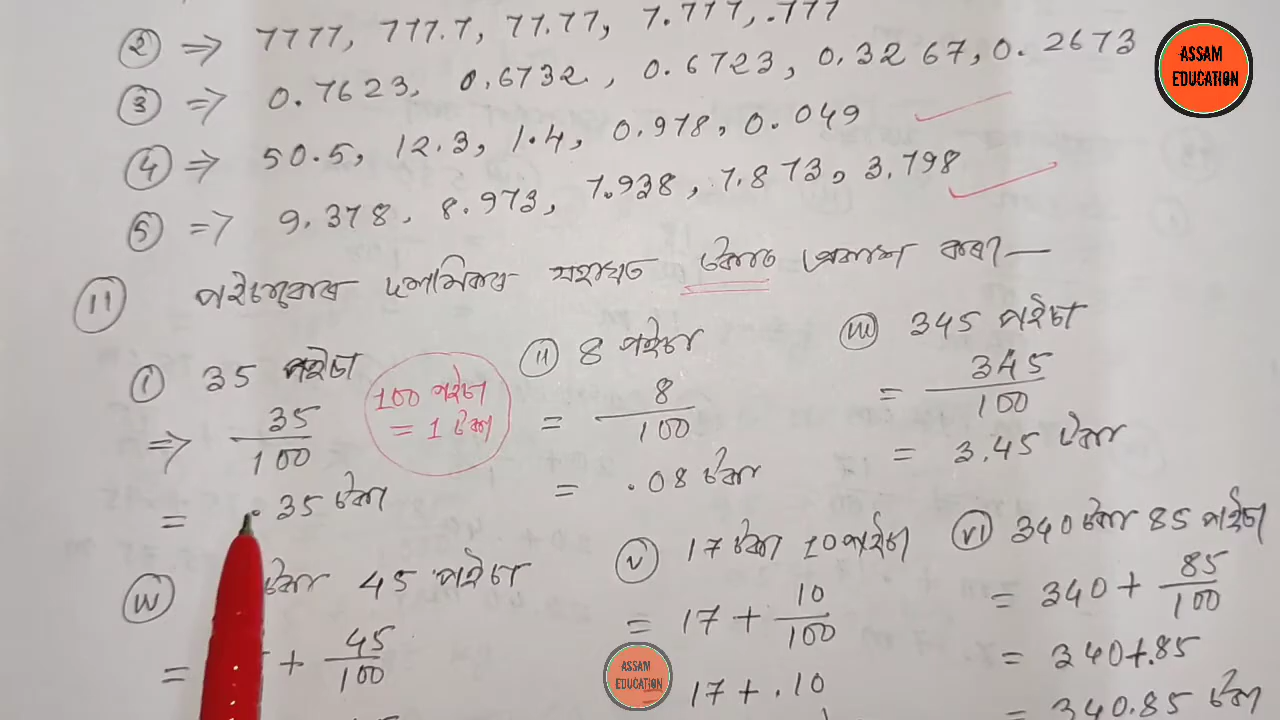 ② ⇒ 7777, 777.7, 77.77, 7.777, .777
③ ⇒ 0.7623, 0.6732, 0.6723, 0.3267, 0.2673
④ ⇒ 50.5, 12.3, 1.4, 0.978, 0.049
⑤ ⇒ 9.378, 8.973, 7.938, 7.873, 3.798
ASSAM
EDUCATION
11 দশমিকৰ সহায়ত টকাত প্ৰকাশ কৰা—
i 35 পইচা
⇒ 35/100
= .35 টকা
100 পইচা
= 1 টকা
ii 8 পইচা
= 8/100
= .08 টকা
iii 345 পইচা
= 345/100
= 3.45 টকা
iv টকা 45 পইচা
= + 45/100
v 17 টকা 10 পইচা
= 17 + 10/100
17 + .10
vi 340 টকা 85 পইচা
= 340 + 85/100
= 340+.85
= 340.85 টকা
ASSAM
EDUCATION